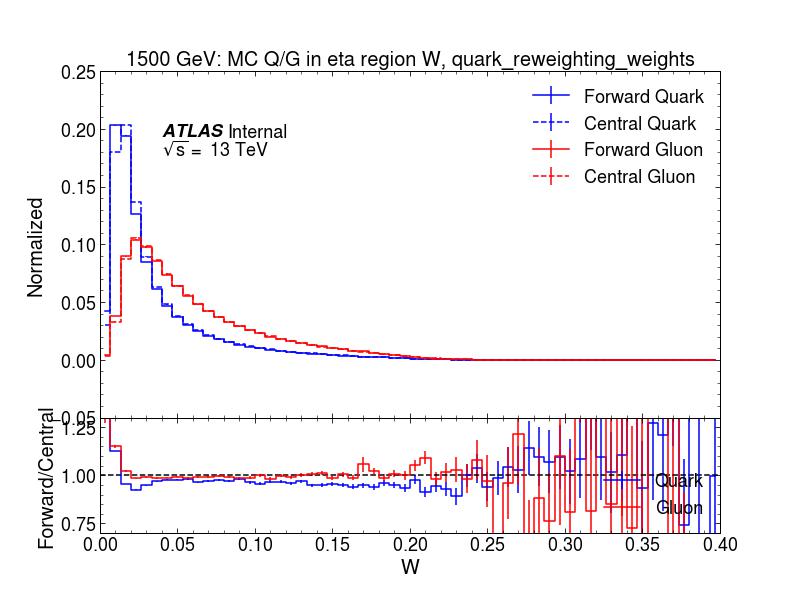 1500 GeV: MC Q/G in eta region W, quark_reweighting_weights
0.25
0.20
0.15
0.10
0.05
0.00
0.05
Normalized
ATLAS Internal
√s = 13 TeV
Forward Quark
Central Quark
Forward Gluon
Central Gluon
1.25
1.00
0.75
Forward/Central
Quark
Gluon
0.00 0.05 0.10 0.15 0.20 0.25 0.30 0.35 0.40
W